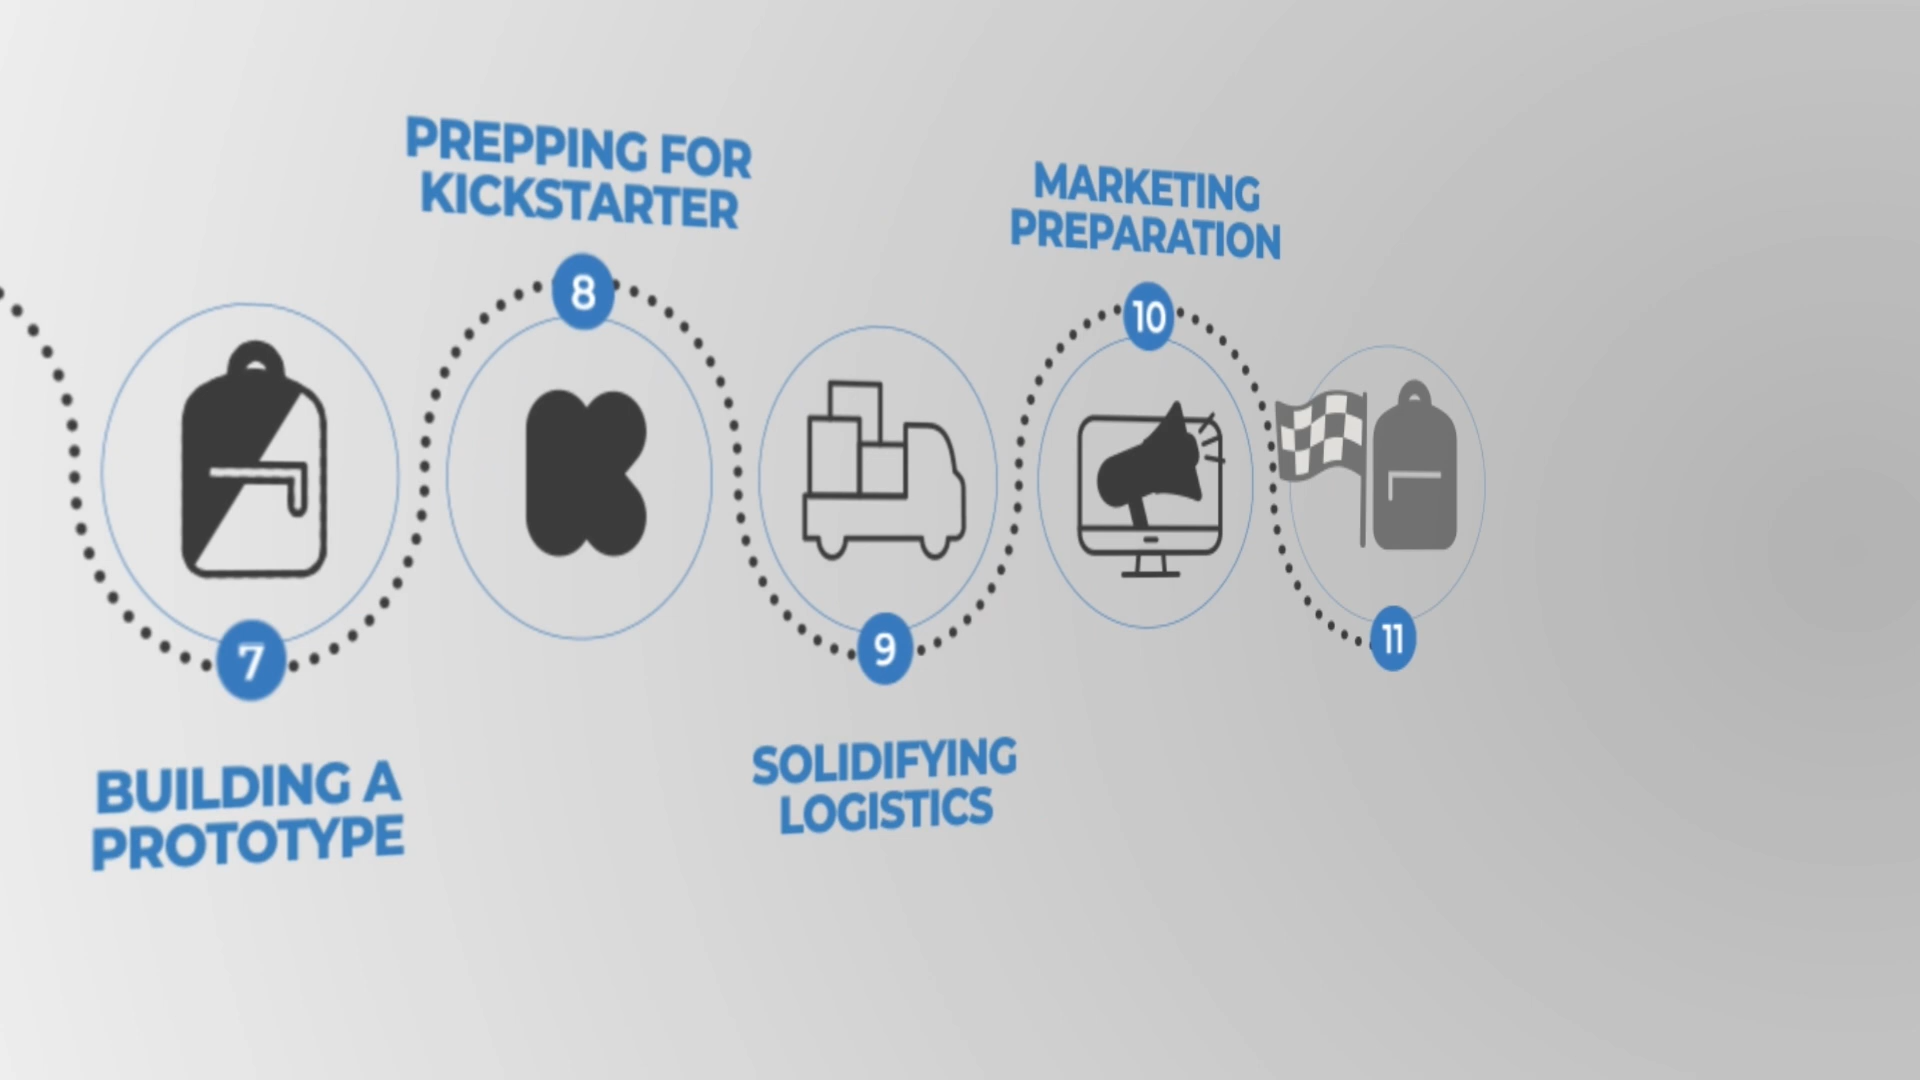 PREPPING FOR
KICKSTARTER
MARKETING
PREPARATION
8
10
7
9
11
BUILDING A
PROTOTYPE
SOLIDIFYING
LOGISTICS